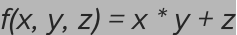 f(x, y, z) = x * y + z